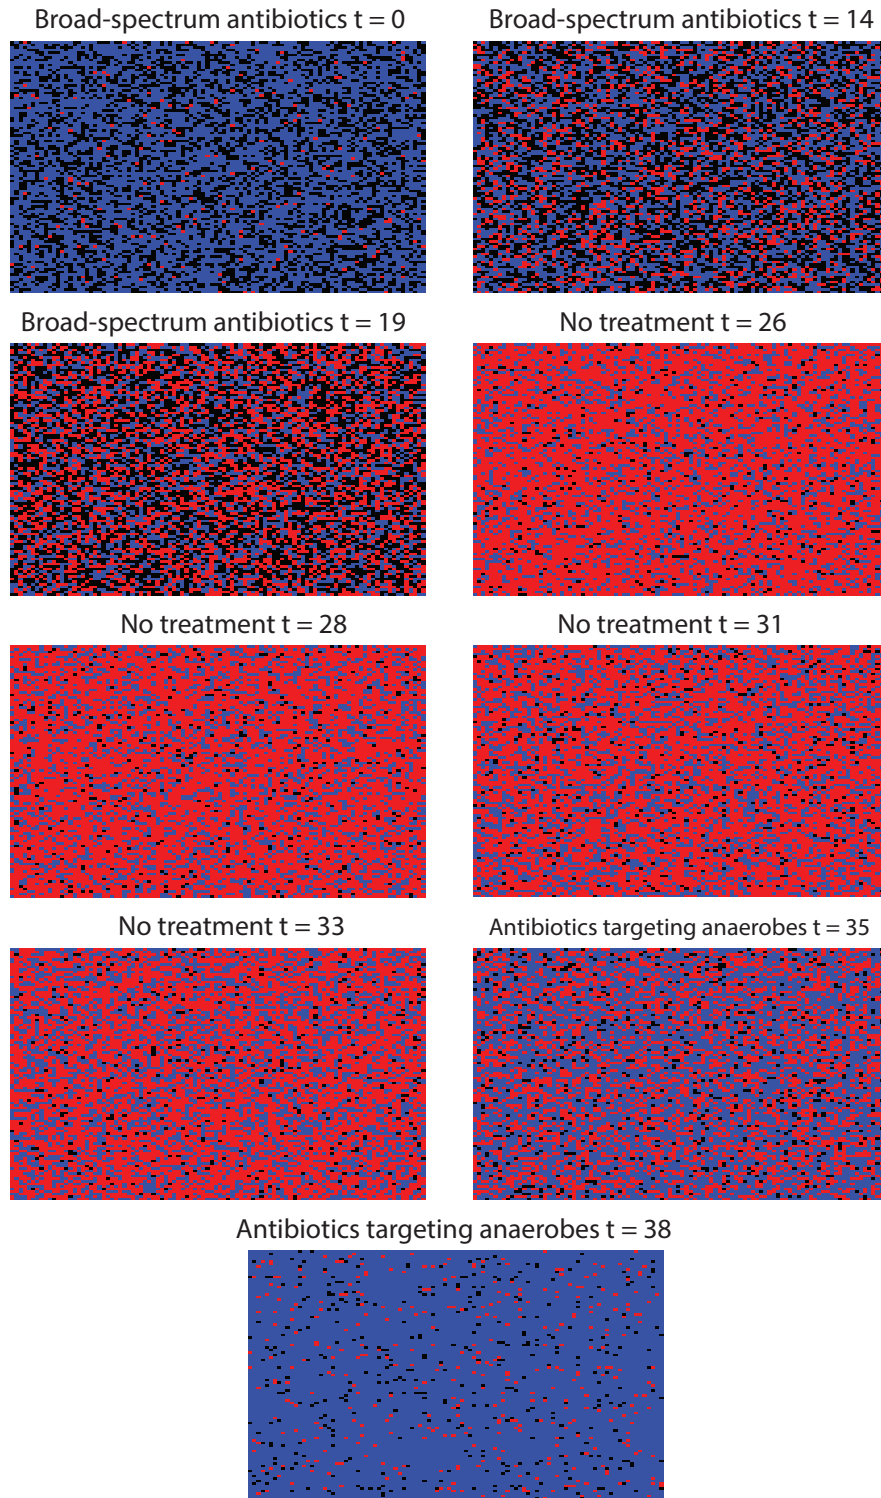 Broad-spectrum antibiotics t = 0
Broad-spectrum antibiotics t = 14
Broad-spectrum antibiotics t = 19
No treatment t = 26
No treatment t = 28
No treatment t = 31
No treatment t = 33
Antibiotics targeting anaerobes t = 35
Antibiotics targeting anaerobes t = 38